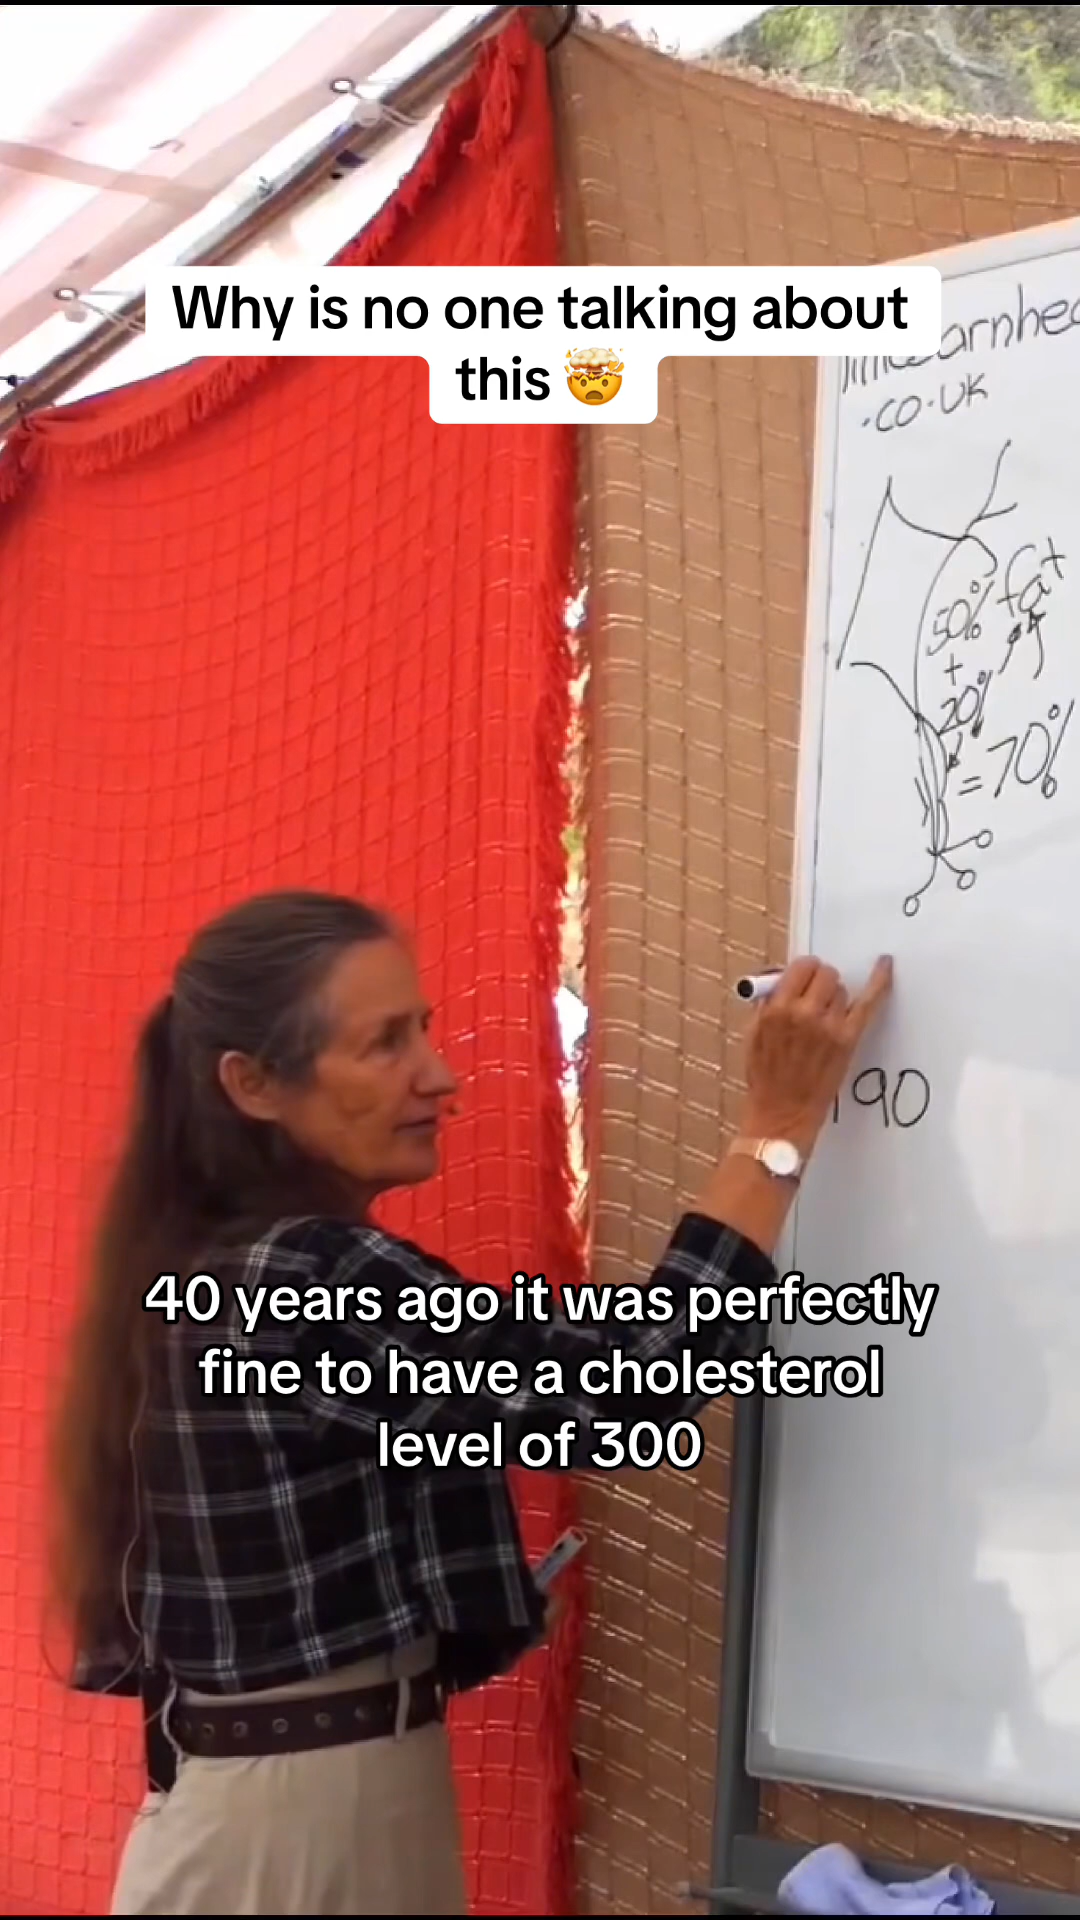 Why is no one talking about
this 🤯
.co.uk
50% fat
+
20%
= 70%
190
40 years ago it was perfectly
fine to have a cholesterol
level of 300